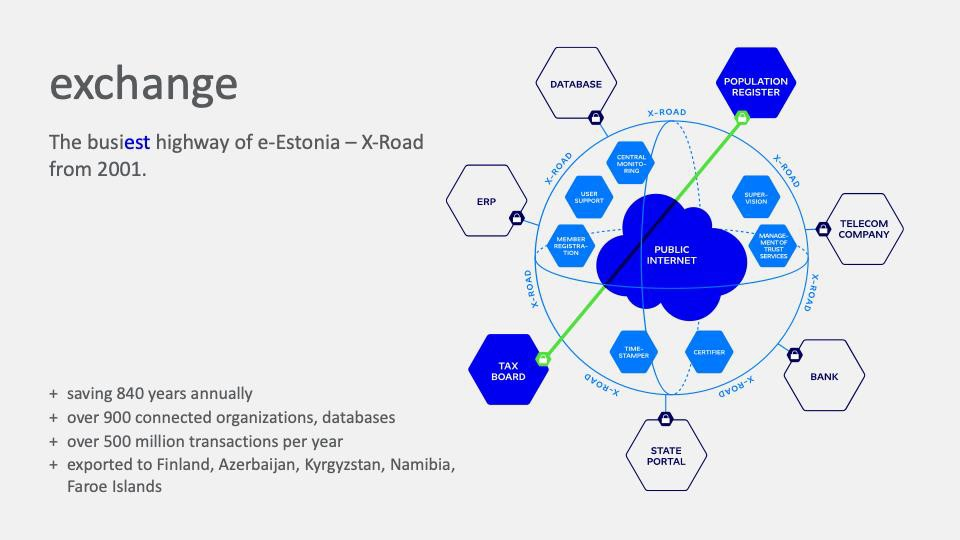 exchange
The busiest highway of e-Estonia – X-Road
from 2001.
+ saving 840 years annually
+ over 900 connected organizations, databases
+ over 500 million transactions per year
+ exported to Finland, Azerbaijan, Kyrgyzstan, Namibia,
Faroe Islands
DATABASE
POPULATION
REGISTER
X-ROAD
X-ROAD
X-ROAD
CENTRAL
MONITO-
RING
USER
SUPPORT
SUPER-
VISION
ERP
TELECOM
COMPANY
MEMBER
REGISTRA-
TION
PUBLIC
INTERNET
MANAGE-
MENT OF
TRUST
SERVICES
X-ROAD
X-ROAD
TIME-
STAMPER
CERTIFIER
TAX
BOARD
BANK
X-ROAD
X-ROAD
STATE
PORTAL